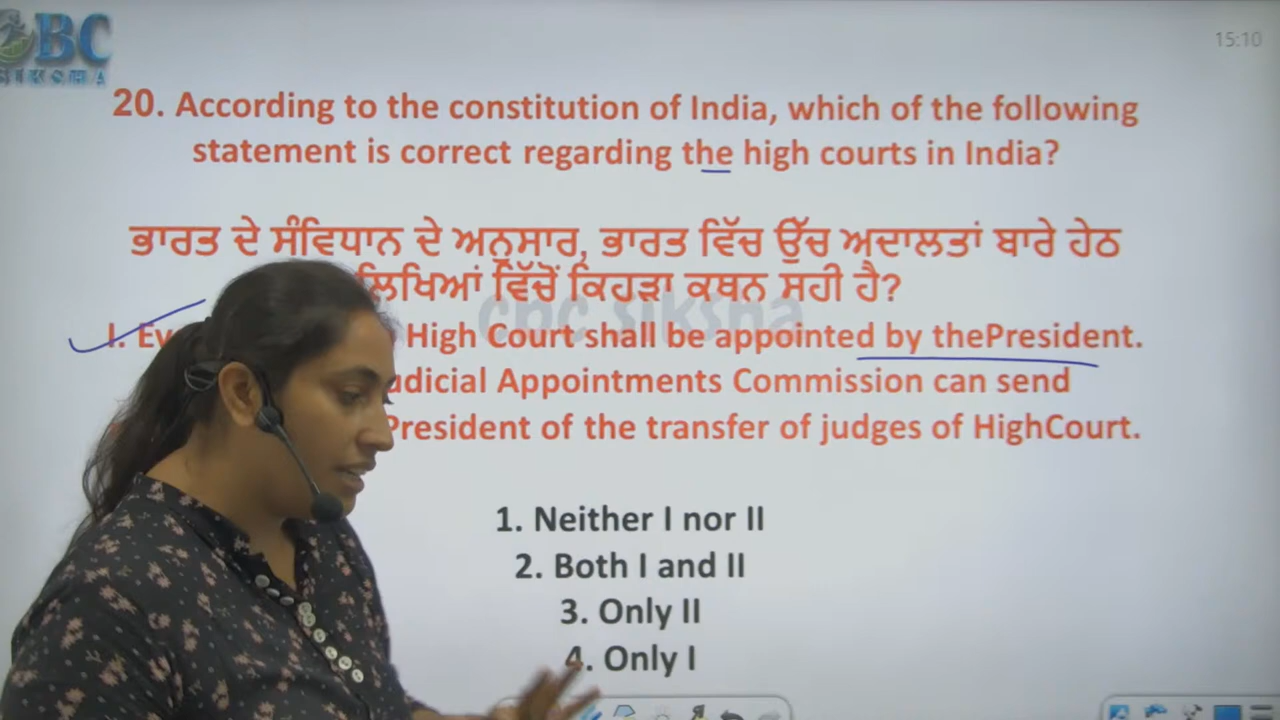 BC
SIKSHA
15:10
20. According to the constitution of India, which of the following
statement is correct regarding the high courts in India?
ਭਾਰਤ ਦੇ ਸੰਵਿਧਾਨ ਦੇ ਅਨੁਸਾਰ, ਭਾਰਤ ਵਿੱਚ ਉੱਚ ਅਦਾਲਤਾਂ ਬਾਰੇ ਹੇਠ
ਲਿਖਿਆਂ ਵਿੱਚੋਂ ਕਿਹੜਾ ਕਥਨ ਸਹੀ ਹੈ?
cbc siksha
I. High Court shall be appointed by thePresident.
Appointments Commission can send
President of the transfer of judges of HighCourt.
1. Neither I nor II
2. Both I and II
3. Only II
4. Only I